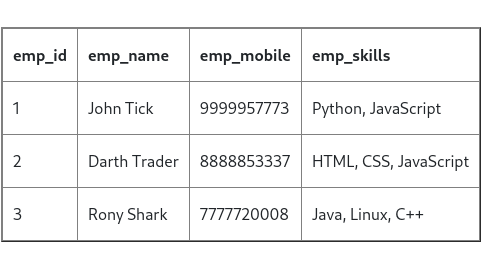 emp_id emp_name emp_mobile emp_skills
1 John Tick 9999957773 Python, JavaScript
2 Darth Trader 8888853337 HTML, CSS, JavaScript
3 Rony Shark 7777720008 Java, Linux, C++